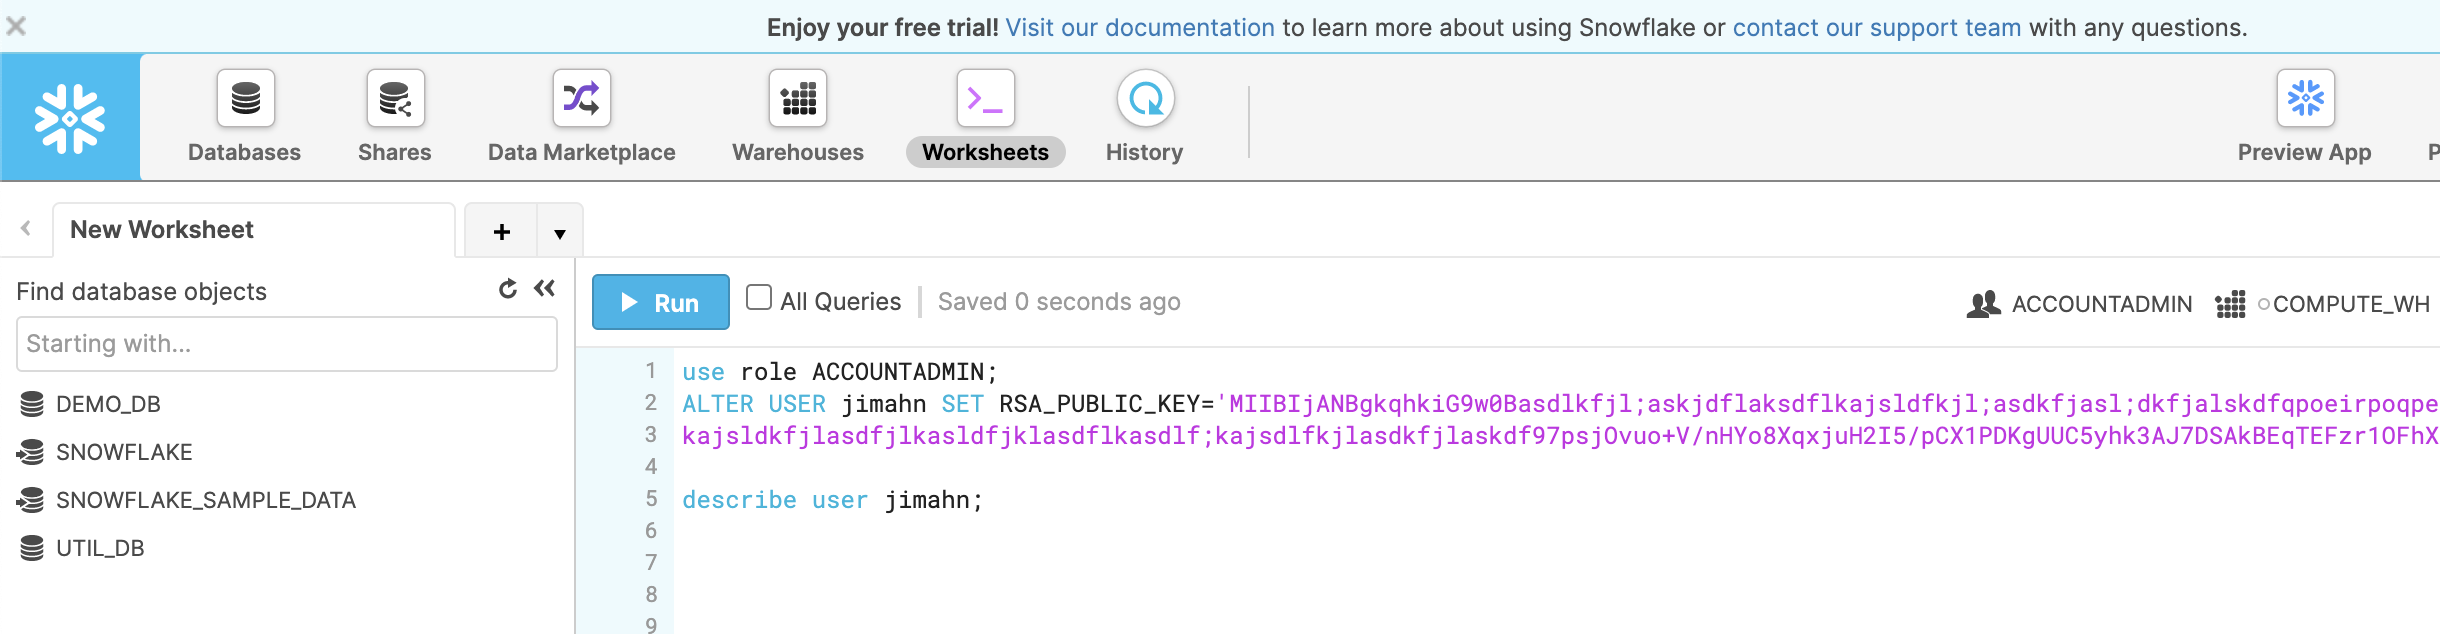 Enjoy your free trial! Visit our documentation to learn more about using Snowflake or contact our support team with any questions.
Databases Shares Data Marketplace Warehouses Worksheets History Preview App P
New Worksheet
Find database objects
Starting with...
DEMO_DB
SNOWFLAKE
SNOWFLAKE_SAMPLE_DATA
UTIL_DB
Run All Queries Saved 0 seconds ago ACCOUNTADMIN COMPUTE_WH
1 use role ACCOUNTADMIN;
2 ALTER USER jimahn SET RSA_PUBLIC_KEY='MIIBIjANBgkqhkiG9w0Basdlkfjl;askjdflaksdflkajsldfkjl;asdkfjasl;dkfjalskdfqpoeirpoqpe
3 kajsldkfjlasdfjlkasldfjklasdflkasdlf;kajsdlfkjlasdkfjlaskdf97psjOvuo+V/nHYo8XqxjuH2I5/pCX1PDKgUUC5yhk3AJ7DSAkBEqTEFzr1OFhX
4
5 describe user jimahn;
6
7
8
9